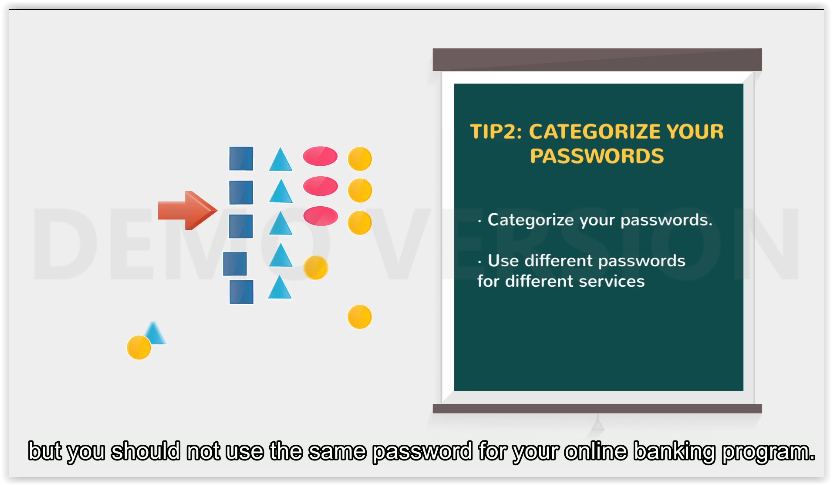 TIP2: CATEGORIZE YOUR
PASSWORDS
· Categorize your passwords.
· Use different passwords
for different services
DEMO VERSION
but you should not use the same password for your online banking program.